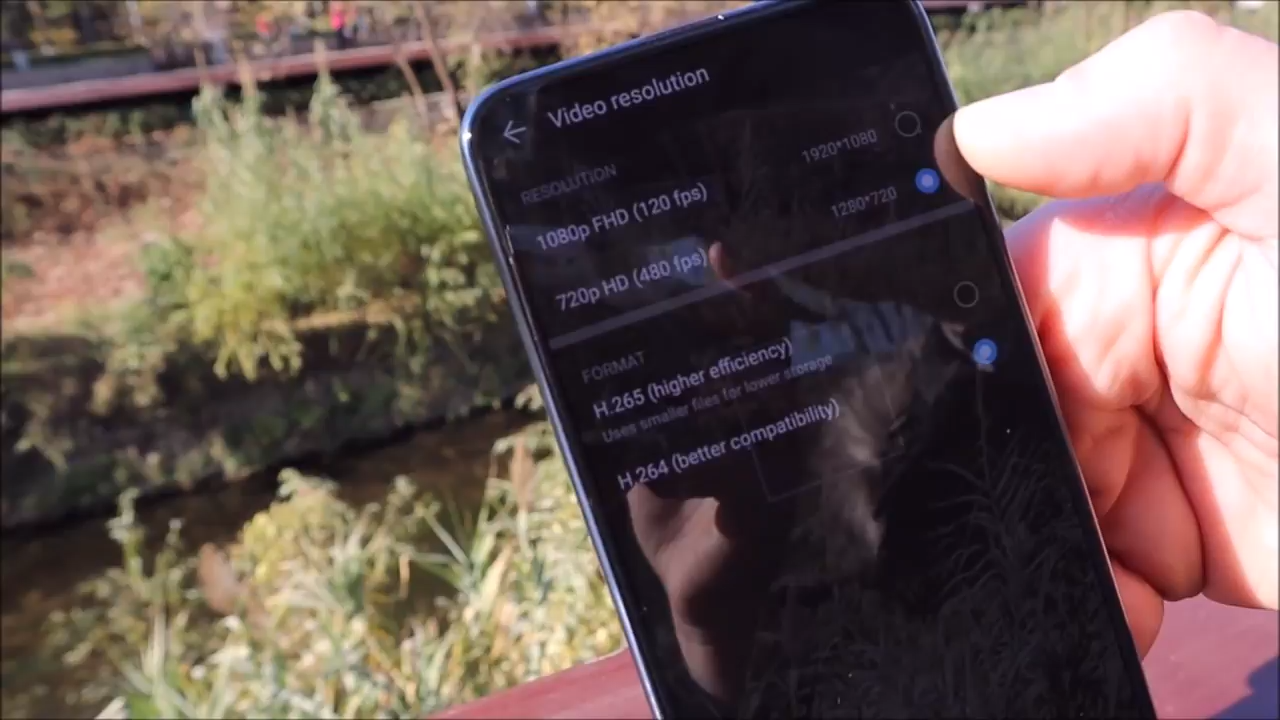 Video resolution
RESOLUTION
1080p FHD (120 fps) 1920*1080
720p HD (480 fps) 1280*720
FORMAT
H.265 (higher efficiency)
Uses smaller files for lower storage
H.264 (better compatibility)